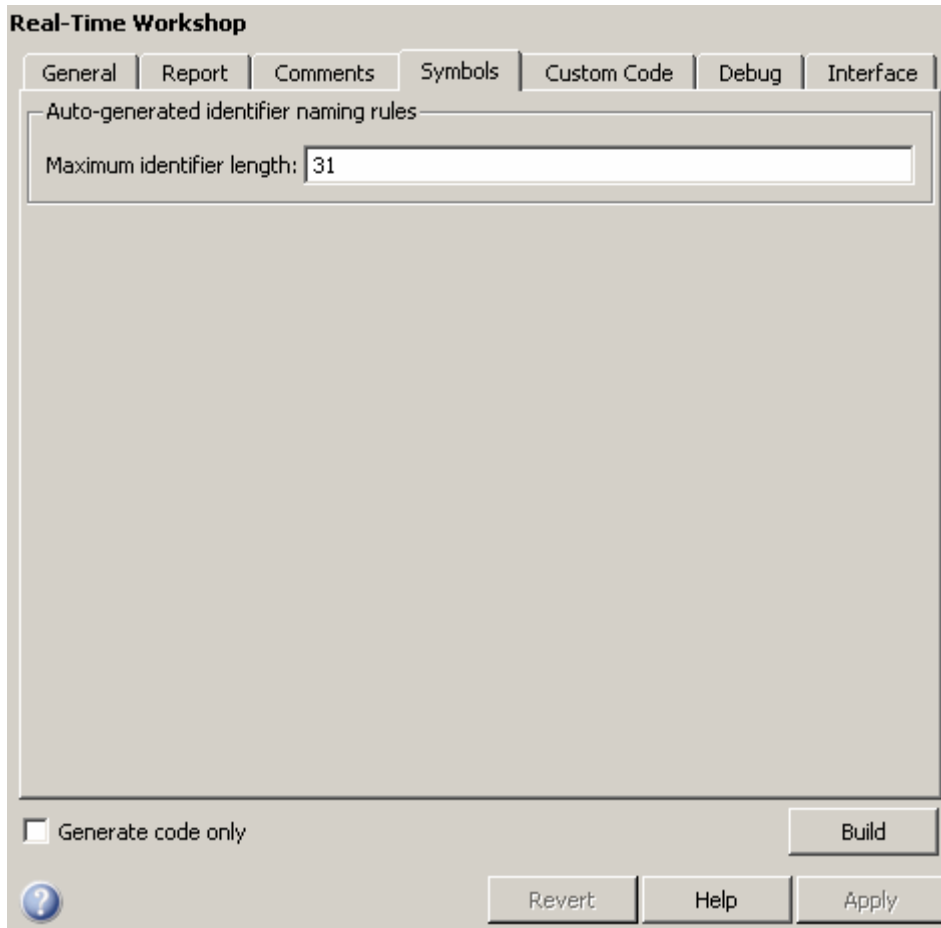 Real-Time Workshop
General Report Comments Symbols Custom Code Debug Interface
Auto-generated identifier naming rules
Maximum identifier length: 31
Generate code only Build
? Revert Help Apply